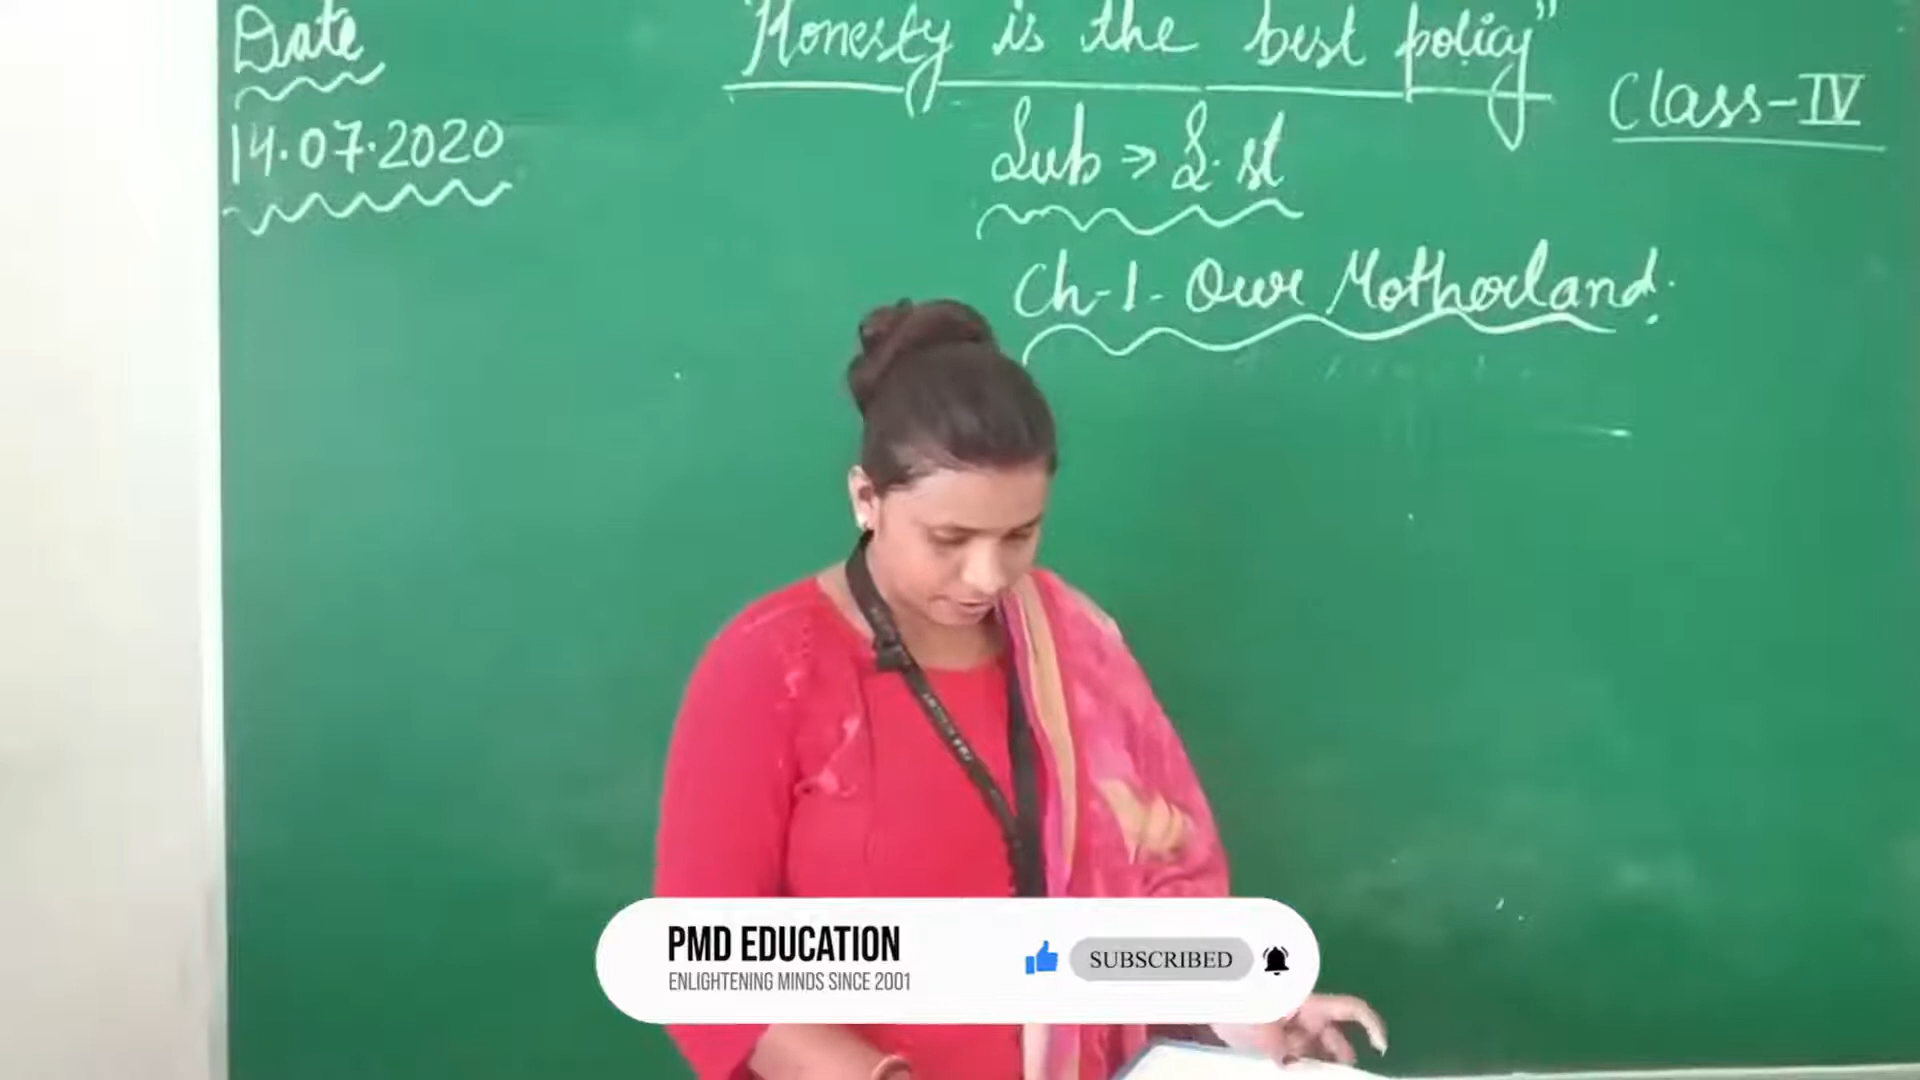 Date
14.07.2020
"Honesty is the best policy"
Class-IV
Sub → S.st
Ch-1. Our Motherland.
PMD EDUCATION
ENLIGHTENING MINDS SINCE 2001
SUBSCRIBED